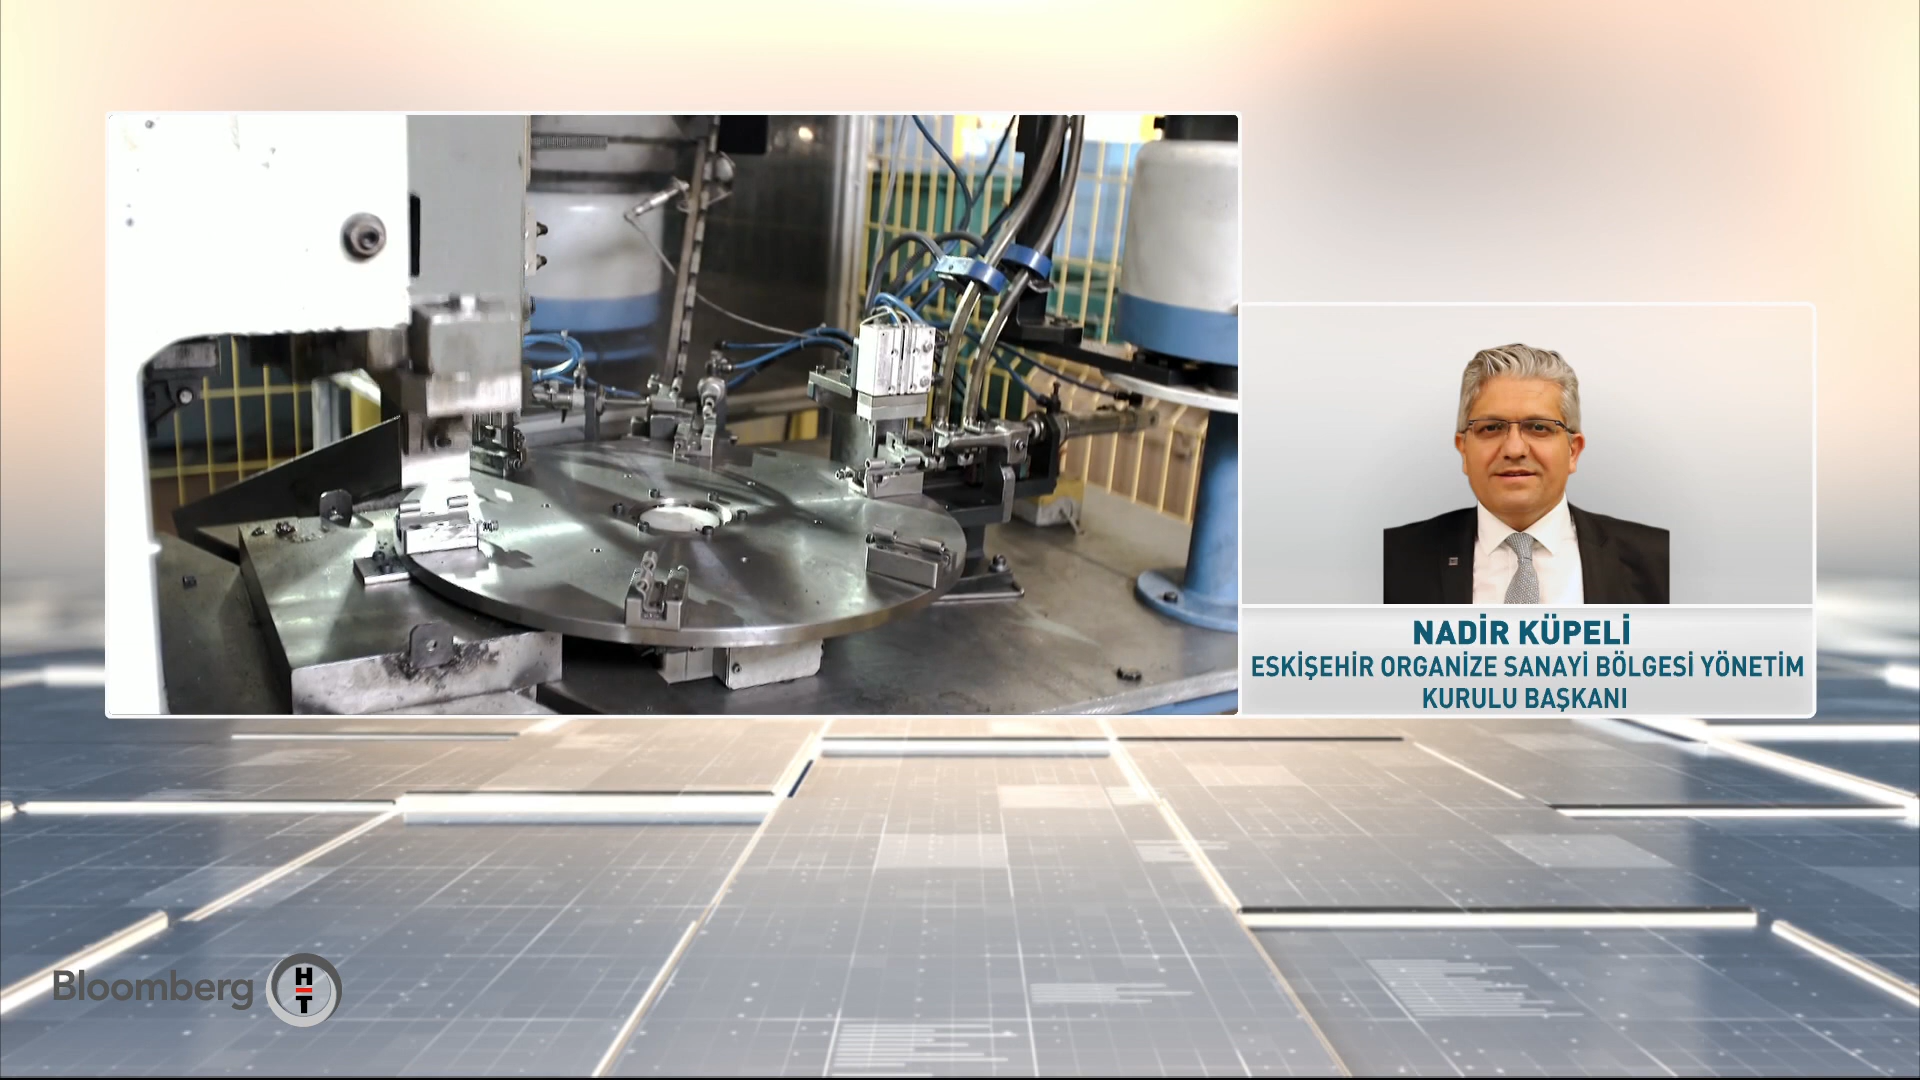 NADİR KÜPELİ
ESKİŞEHİR ORGANİZE SANAYİ BÖLGESİ YÖNETİM
KURULU BAŞKANI
Bloomberg HT